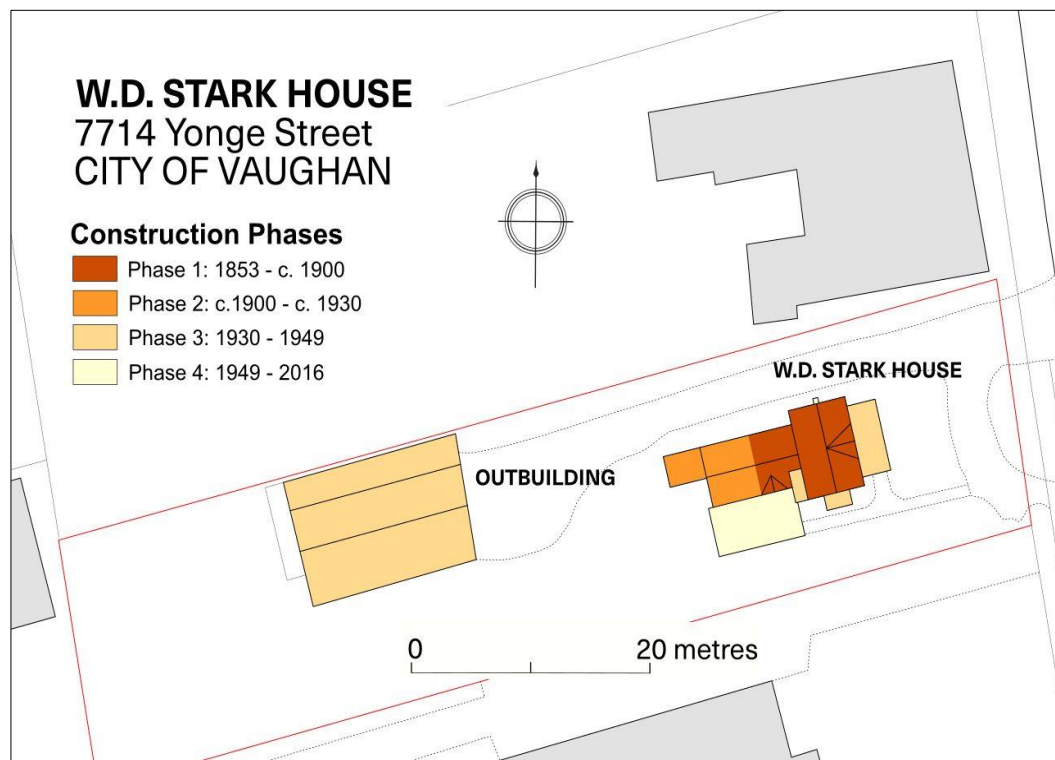 W.D. STARK HOUSE
7714 Yonge Street
CITY OF VAUGHAN
Construction Phases
Phase 1: 1853 - c. 1900
Phase 2: c.1900 - c. 1930
Phase 3: 1930 - 1949
Phase 4: 1949 - 2016
W.D. STARK HOUSE
OUTBUILDING
0 20 metres